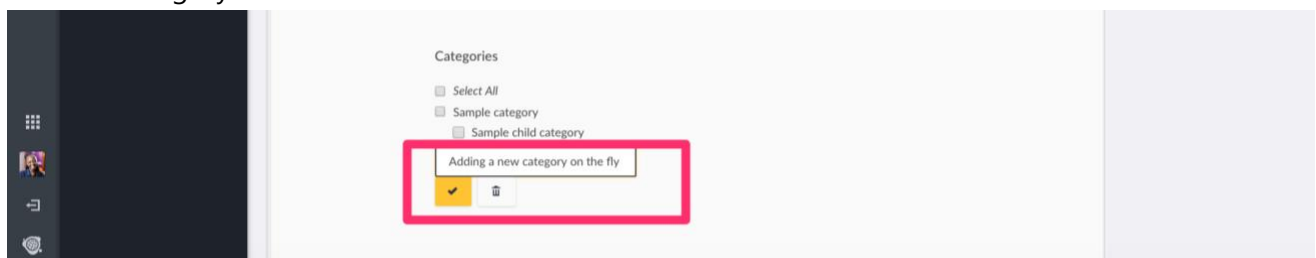 Categories
Select All
Sample category
Sample child category
Adding a new category on the fly